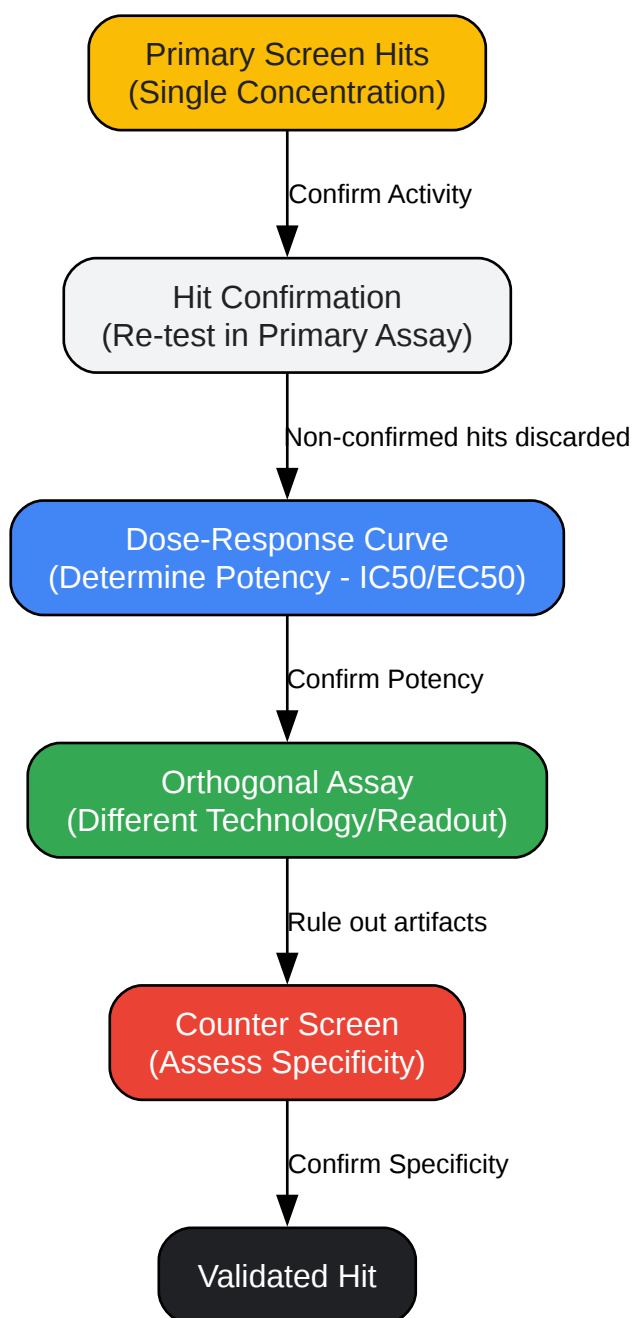 Primary Screen Hits
(Single Concentration)
Confirm Activity
Hit Confirmation
(Re-test in Primary Assay)
Non-confirmed hits discarded
Dose-Response Curve
(Determine Potency - IC50/EC50)
Confirm Potency
Orthogonal Assay
(Different Technology/Readout)
Rule out artifacts
Counter Screen
(Assess Specificity)
Confirm Specificity
Validated Hit